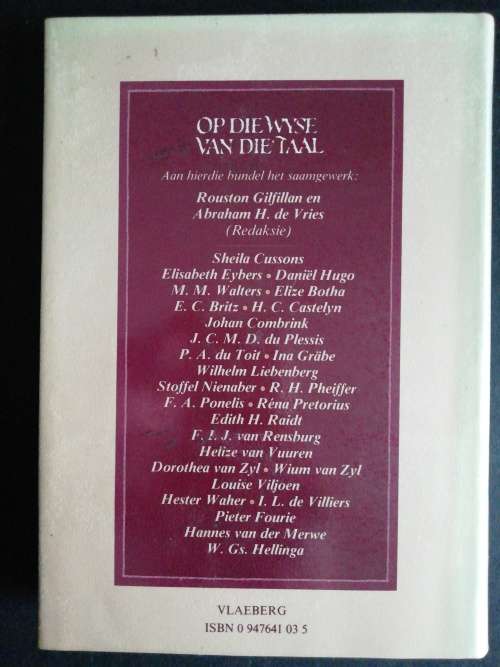 OP DIE WYSE
VAN DIE TAAL
Aan hierdie bundel het saamgewerk:
Rouston Gilfillan en
Abraham H. de Vries
(Redaksie)
Sheila Cussons
Elisabeth Eybers • Daniël Hugo
M. M. Walters • Elize Botha
E. C. Britz • H. C. Castelyn
Johan Combrink
J. C. M. D. du Plessis
P. A. du Toit • Ina Gräbe
Wilhelm Liebenberg
Stoffel Nienaber • R. H. Pheiffer
F. A. Ponelis • Réna Pretorius
Edith H. Raidt
F. I. J. van Rensburg
Helize van Vuuren
Dorothea van Zyl • Wium van Zyl
Louise Viljoen
Hester Waher • I. L. de Villiers
Pieter Fourie
Hannes van der Merwe
W. Gs. Hellinga
VLAEBERG
ISBN 0 947641 03 5